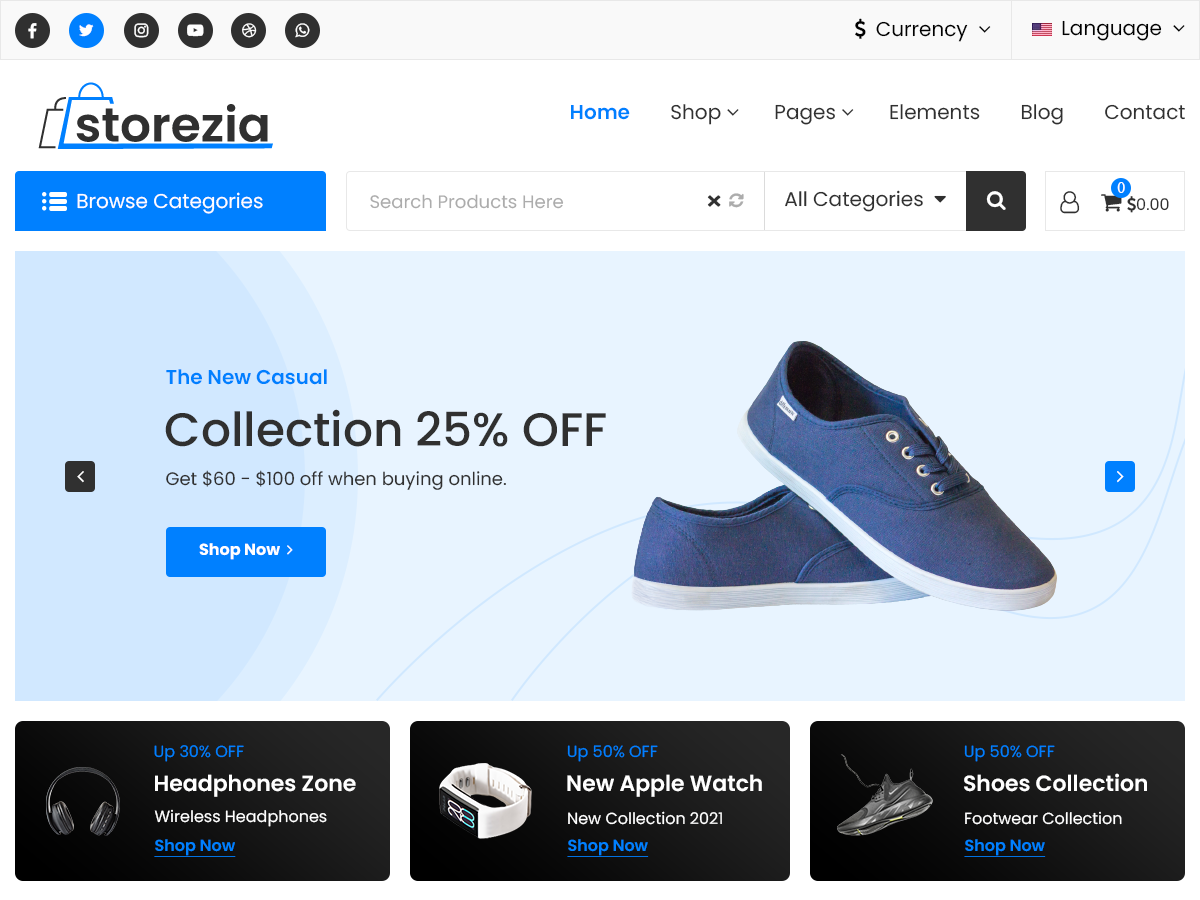 $ Currency
Language
storezia
Home
Shop
Pages
Elements
Blog
Contact
Browse Categories
Search Products Here
All Categories
0
$0.00
The New Casual
Collection 25% OFF
Get $60 - $100 off when buying online.
Shop Now
Up 30% OFF
Headphones Zone
Wireless Headphones
Shop Now
Up 50% OFF
New Apple Watch
New Collection 2021
Shop Now
Up 50% OFF
Shoes Collection
Footwear Collection
Shop Now